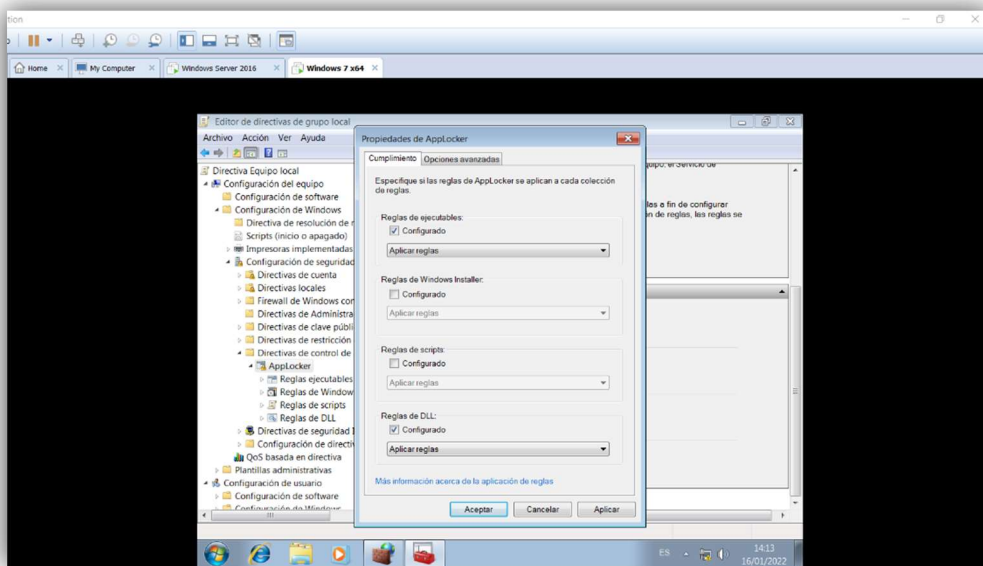 tion
Home
My Computer
Windows Server 2016
Windows 7 x64
Editor de directivas de grupo local
Archivo Acción Ver Ayuda
Directiva Equipo local
Configuración del equipo
Configuración de software
Configuración de Windows
Directiva de resolución de
Scripts (inicio o apagado)
Impresoras implementadas
Configuración de seguridad
Directivas de cuenta
Directivas locales
Firewall de Windows con
Directivas de Administra
Directivas de clave públi
Directivas de restricción
Directivas de control de
AppLocker
Reglas ejecutables
Reglas de Window
Reglas de scripts
Reglas de DLL
Directivas de seguridad I
Configuración de directiv
QoS basada en directiva
Plantillas administrativas
Configuración de usuario
Configuración de software
Configuración de Windows
Propiedades de AppLocker
Cumplimiento
Opciones avanzadas
Especifique si las reglas de AppLocker se aplican a cada colección
de reglas.
Reglas de ejecutables:
Configurado
Aplicar reglas
Reglas de Windows Installer:
Configurado
Aplicar reglas
Reglas de scripts:
Configurado
Aplicar reglas
Reglas de DLL:
Configurado
Aplicar reglas
Más información acerca de la aplicación de reglas
Aceptar
Cancelar
Aplicar
quipo: el Servicio de
las a fin de configurar
n de reglas, las reglas se
ES
14:13
16/01/2022